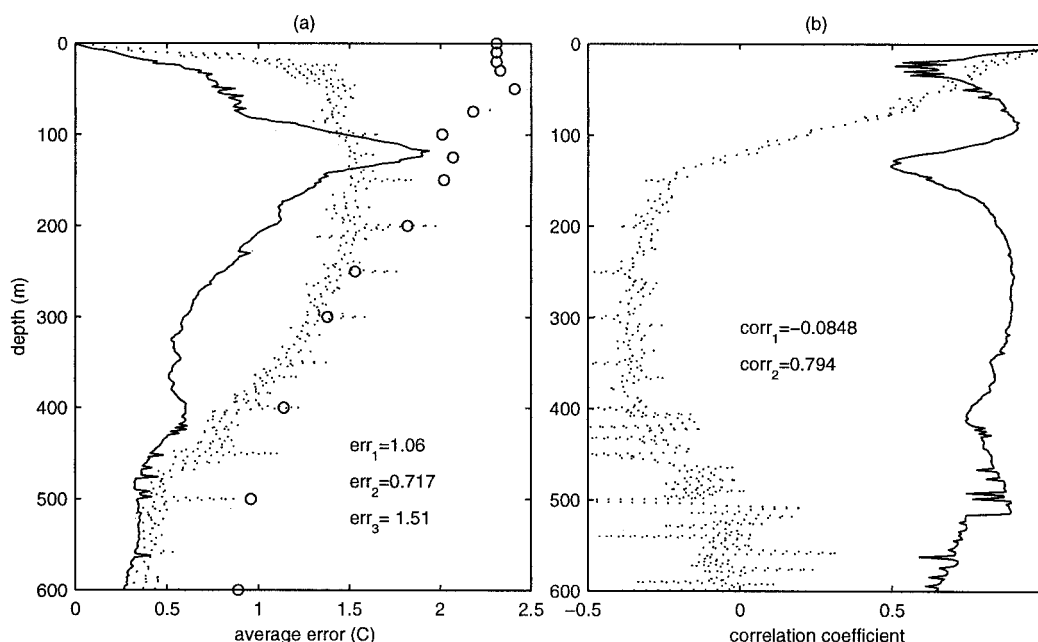 (a)
(b)
0
100
200
300
400
500
600
depth (m)
0
0.5
1
1.5
2
2.5
average error (C)
err1=1.06
err2=0.717
err3= 1.51
0
100
200
300
400
500
600
−0.5
0
0.5
correlation coefficient
corr1=−0.0848
corr2=0.794